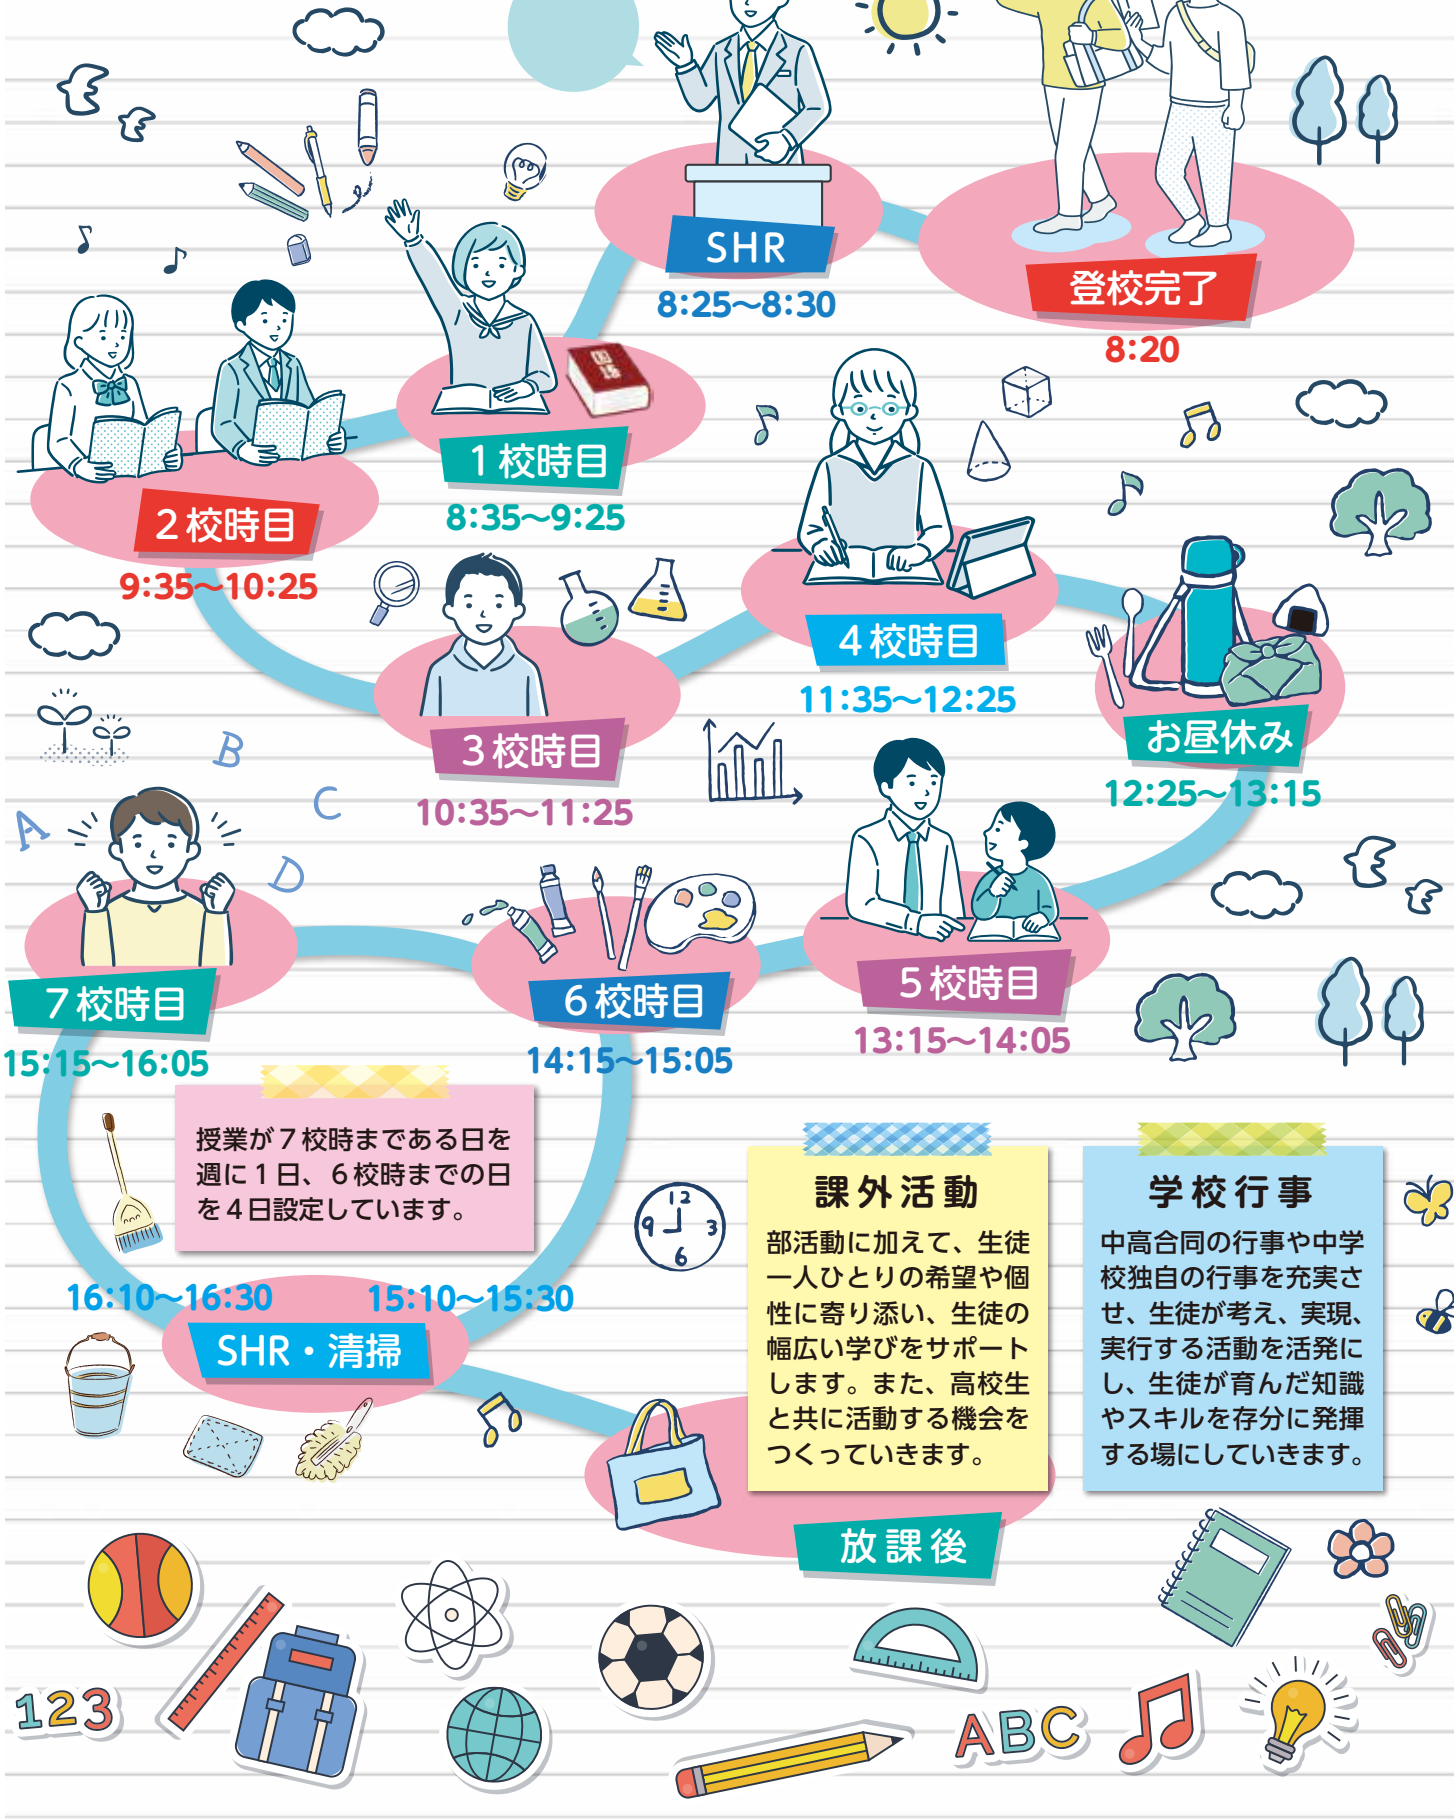 登校完了
8:20
SHR
8:25～8:30
1校時目
8:35～9:25
2校時目
9:35～10:25
3校時目
10:35～11:25
4校時目
11:35～12:25
お昼休み
12:25～13:15
5校時目
13:15～14:05
6校時目
14:15～15:05
7校時目
15:15～16:05
A
B
C
D
授業が7校時まである日を
週に1日、6校時までの日
を4日設定しています。
16:10～16:30
15:10～15:30
SHR・清掃
12
9 3
6
課外活動
部活動に加えて、生徒
一人ひとりの希望や個
性に寄り添い、生徒の
幅広い学びをサポート
します。また、高校生
と共に活動する機会を
つくっていきます。
学校行事
中高合同の行事や中学
校独自の行事を充実さ
せ、生徒が考え、実現、
実行する活動を活発に
し、生徒が育んだ知識
やスキルを存分に発揮
する場にしていきます。
放課後
123
ABC